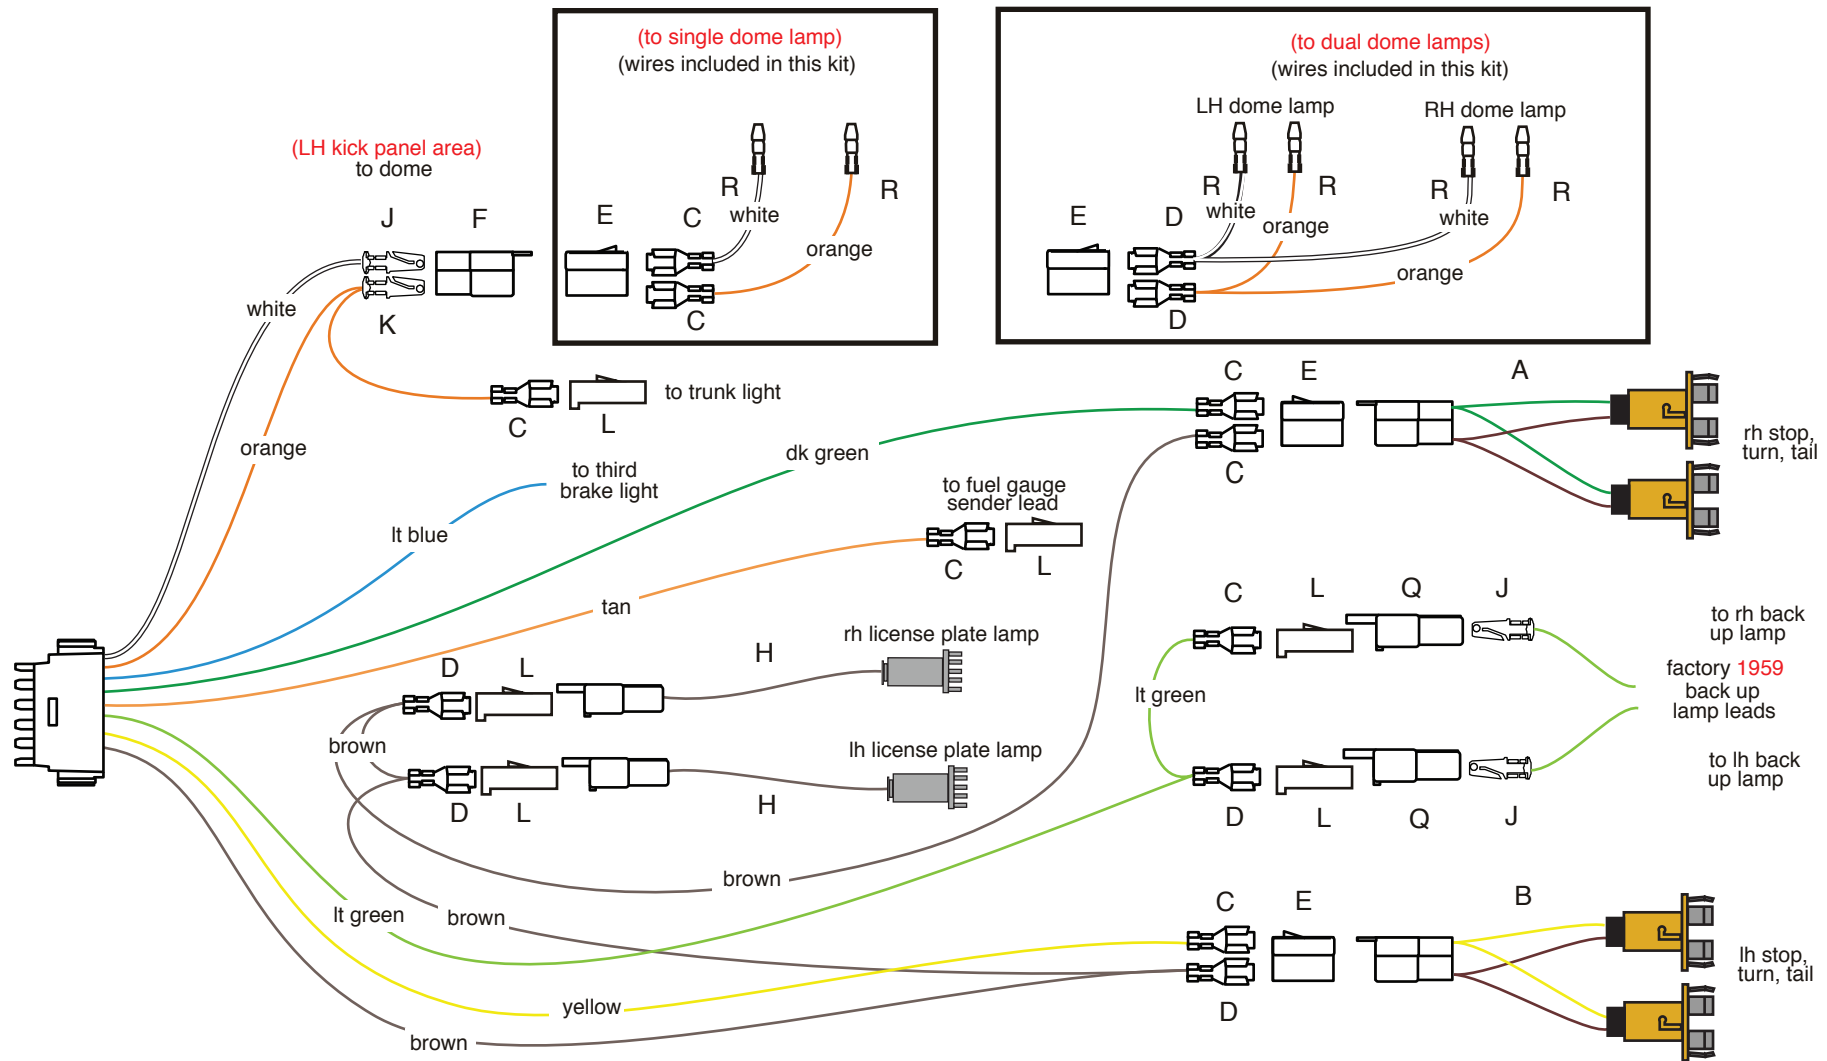 (to single dome lamp)
(wires included in this kit)
R
R
white
orange
E
C
C
(to dual dome lamps)
(wires included in this kit)
LH dome lamp
RH dome lamp
R
R
R
R
white
orange
white
orange
E
D
D
(LH kick panel area)
to dome
J
F
K
white
orange
C
L
to trunk light
to third
brake light
lt blue
dk green
to fuel gauge
sender lead
C
L
tan
C
E
A
C
rh stop,
turn, tail
rh license plate lamp
D
L
H
brown
lh license plate lamp
D
L
H
C
L
Q
J
to rh back
up lamp
lt green
factory 1959
back up
lamp leads
to lh back
up lamp
D
L
Q
J
brown
lt green
brown
C
E
B
D
lh stop,
turn, tail
yellow
brown